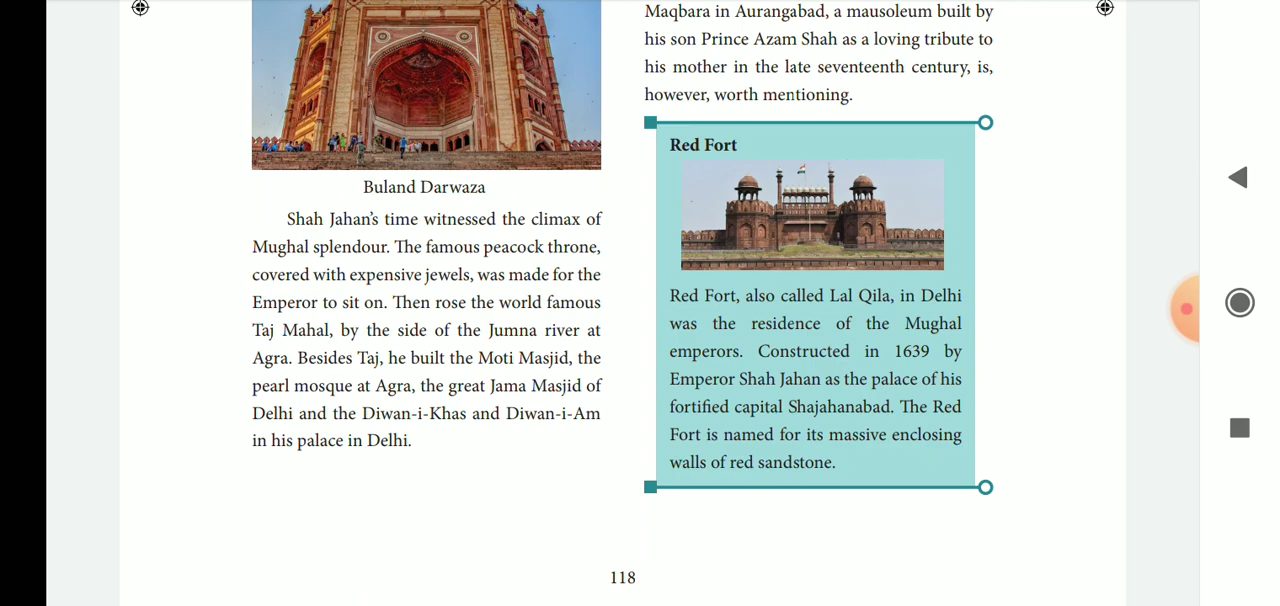 Buland Darwaza
Shah Jahan’s time witnessed the climax of
Mughal splendour. The famous peacock throne,
covered with expensive jewels, was made for the
Emperor to sit on. Then rose the world famous
Taj Mahal, by the side of the Jumna river at
Agra. Besides Taj, he built the Moti Masjid, the
pearl mosque at Agra, the great Jama Masjid of
Delhi and the Diwan-i-Khas and Diwan-i-Am
in his palace in Delhi.
Maqbara in Aurangabad, a mausoleum built by
his son Prince Azam Shah as a loving tribute to
his mother in the late seventeenth century, is,
however, worth mentioning.
Red Fort
Red Fort, also called Lal Qila, in Delhi
was the residence of the Mughal
emperors. Constructed in 1639 by
Emperor Shah Jahan as the palace of his
fortified capital Shajahanabad. The Red
Fort is named for its massive enclosing
walls of red sandstone.
118